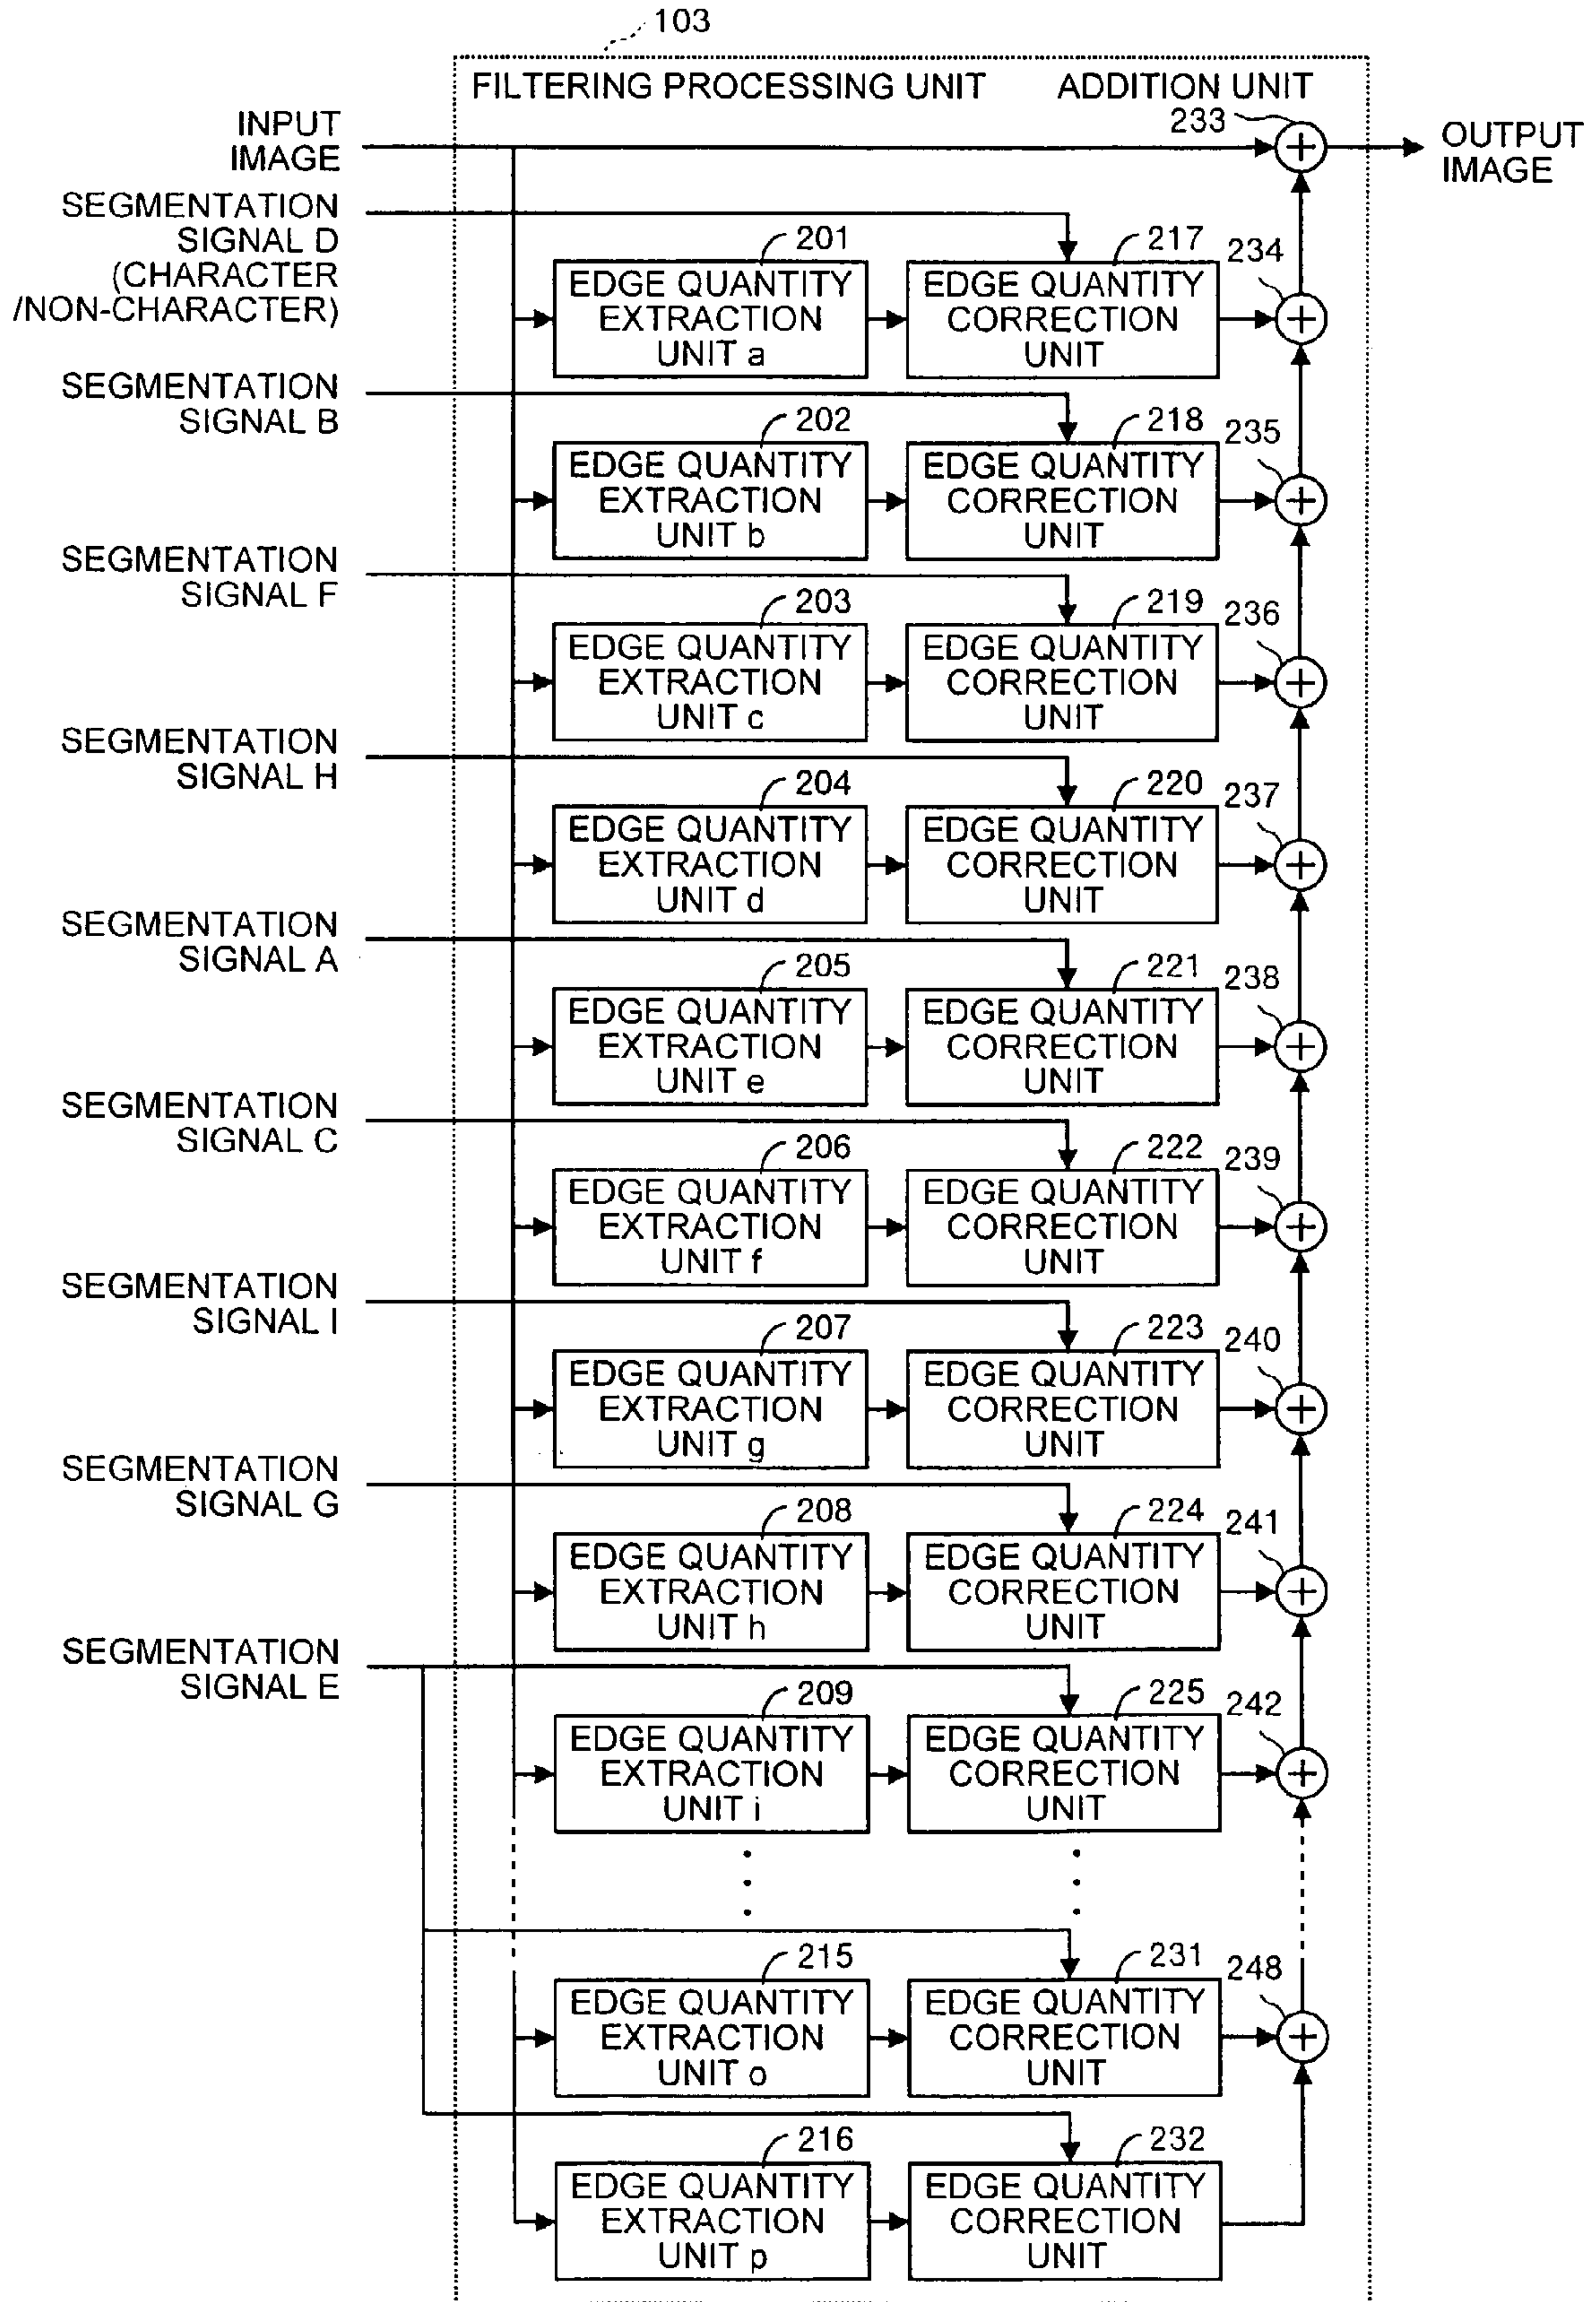 103
FILTERING PROCESSING UNIT
ADDITION UNIT
233
INPUT
IMAGE
OUTPUT
IMAGE
SEGMENTATION
SIGNAL D
(CHARACTER
/NON-CHARACTER)
201
EDGE QUANTITY
EXTRACTION
UNIT a
217
EDGE QUANTITY
CORRECTION
UNIT
234
SEGMENTATION
SIGNAL B
202
EDGE QUANTITY
EXTRACTION
UNIT b
218
EDGE QUANTITY
CORRECTION
UNIT
235
SEGMENTATION
SIGNAL F
203
EDGE QUANTITY
EXTRACTION
UNIT c
219
EDGE QUANTITY
CORRECTION
UNIT
236
SEGMENTATION
SIGNAL H
204
EDGE QUANTITY
EXTRACTION
UNIT d
220
EDGE QUANTITY
CORRECTION
UNIT
237
SEGMENTATION
SIGNAL A
205
EDGE QUANTITY
EXTRACTION
UNIT e
221
EDGE QUANTITY
CORRECTION
UNIT
238
SEGMENTATION
SIGNAL C
206
EDGE QUANTITY
EXTRACTION
UNIT f
222
EDGE QUANTITY
CORRECTION
UNIT
239
SEGMENTATION
SIGNAL I
207
EDGE QUANTITY
EXTRACTION
UNIT g
223
EDGE QUANTITY
CORRECTION
UNIT
240
SEGMENTATION
SIGNAL G
208
EDGE QUANTITY
EXTRACTION
UNIT h
224
EDGE QUANTITY
CORRECTION
UNIT
241
SEGMENTATION
SIGNAL E
209
EDGE QUANTITY
EXTRACTION
UNIT i
225
EDGE QUANTITY
CORRECTION
UNIT
242
215
EDGE QUANTITY
EXTRACTION
UNIT o
231
EDGE QUANTITY
CORRECTION
UNIT
248
216
EDGE QUANTITY
EXTRACTION
UNIT p
232
EDGE QUANTITY
CORRECTION
UNIT